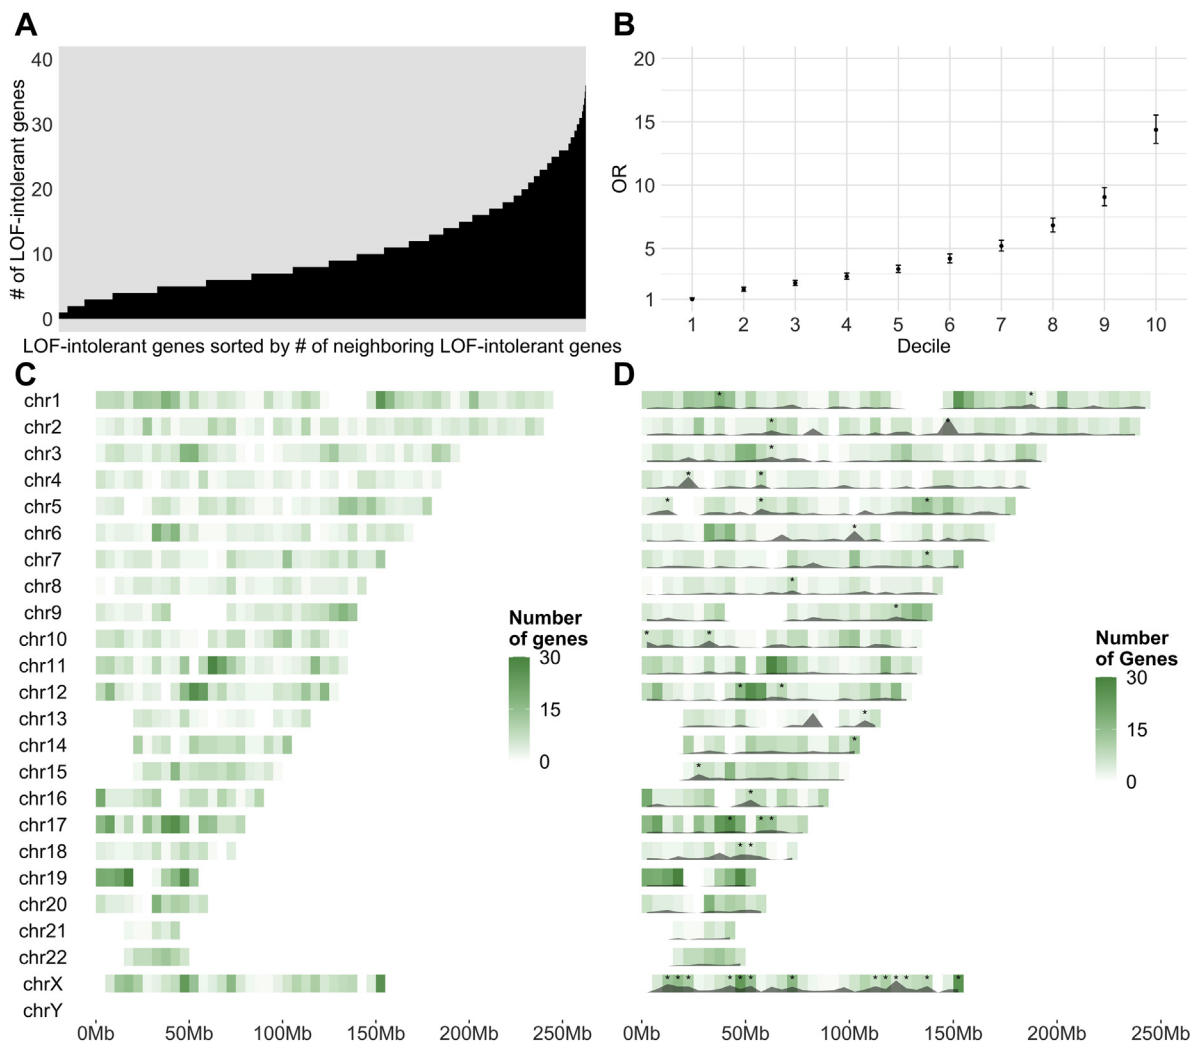 A
# of LOF-intolerant genes
40
30
20
10
0
LOF-intolerant genes sorted by # of neighboring LOF-intolerant genes
B
OR
20
15
10
5
1
1 2 3 4 5 6 7 8 9 10
Decile
C
chr1
chr2
chr3
chr4
chr5
chr6
chr7
chr8
chr9
chr10
chr11
chr12
chr13
chr14
chr15
chr16
chr17
chr18
chr19
chr20
chr21
chr22
chrX
chrY
0Mb 50Mb 100Mb 150Mb 200Mb 250Mb
Number
of genes
30
15
0
D
0Mb 50Mb 100Mb 150Mb 200Mb 250Mb
Number
of Genes
30
15
0